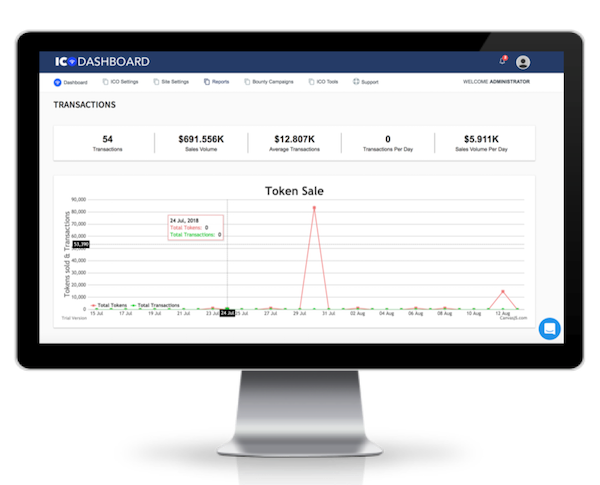 IC DASHBOARD
Dashboard ICO Settings Site Settings Reports Bounty Campaigns ICO Tools Support WELCOME ADMINISTRATOR
TRANSACTIONS
54 $691.556K $12.807K 0 $5.911K
Transactions Sales Volume Average Transactions Transactions Per Day Sales Volume Per Day
Token Sale
Tokens sold & Transactions
90,000
80,000
70,000
60,000
53,390
50,000
40,000
30,000
20,000
10,000
0
24 Jul, 2018
Total Tokens: 0
Total Transactions: 0
Total Tokens Total Transactions
15 Jul 17 Jul 19 Jul 21 Jul 23 Jul 24 Jul 25 Jul 27 Jul 29 Jul 31 Jul 02 Aug 04 Aug 06 Aug 08 Aug 10 Aug 12 Aug
Trial Version CanvasJS.com